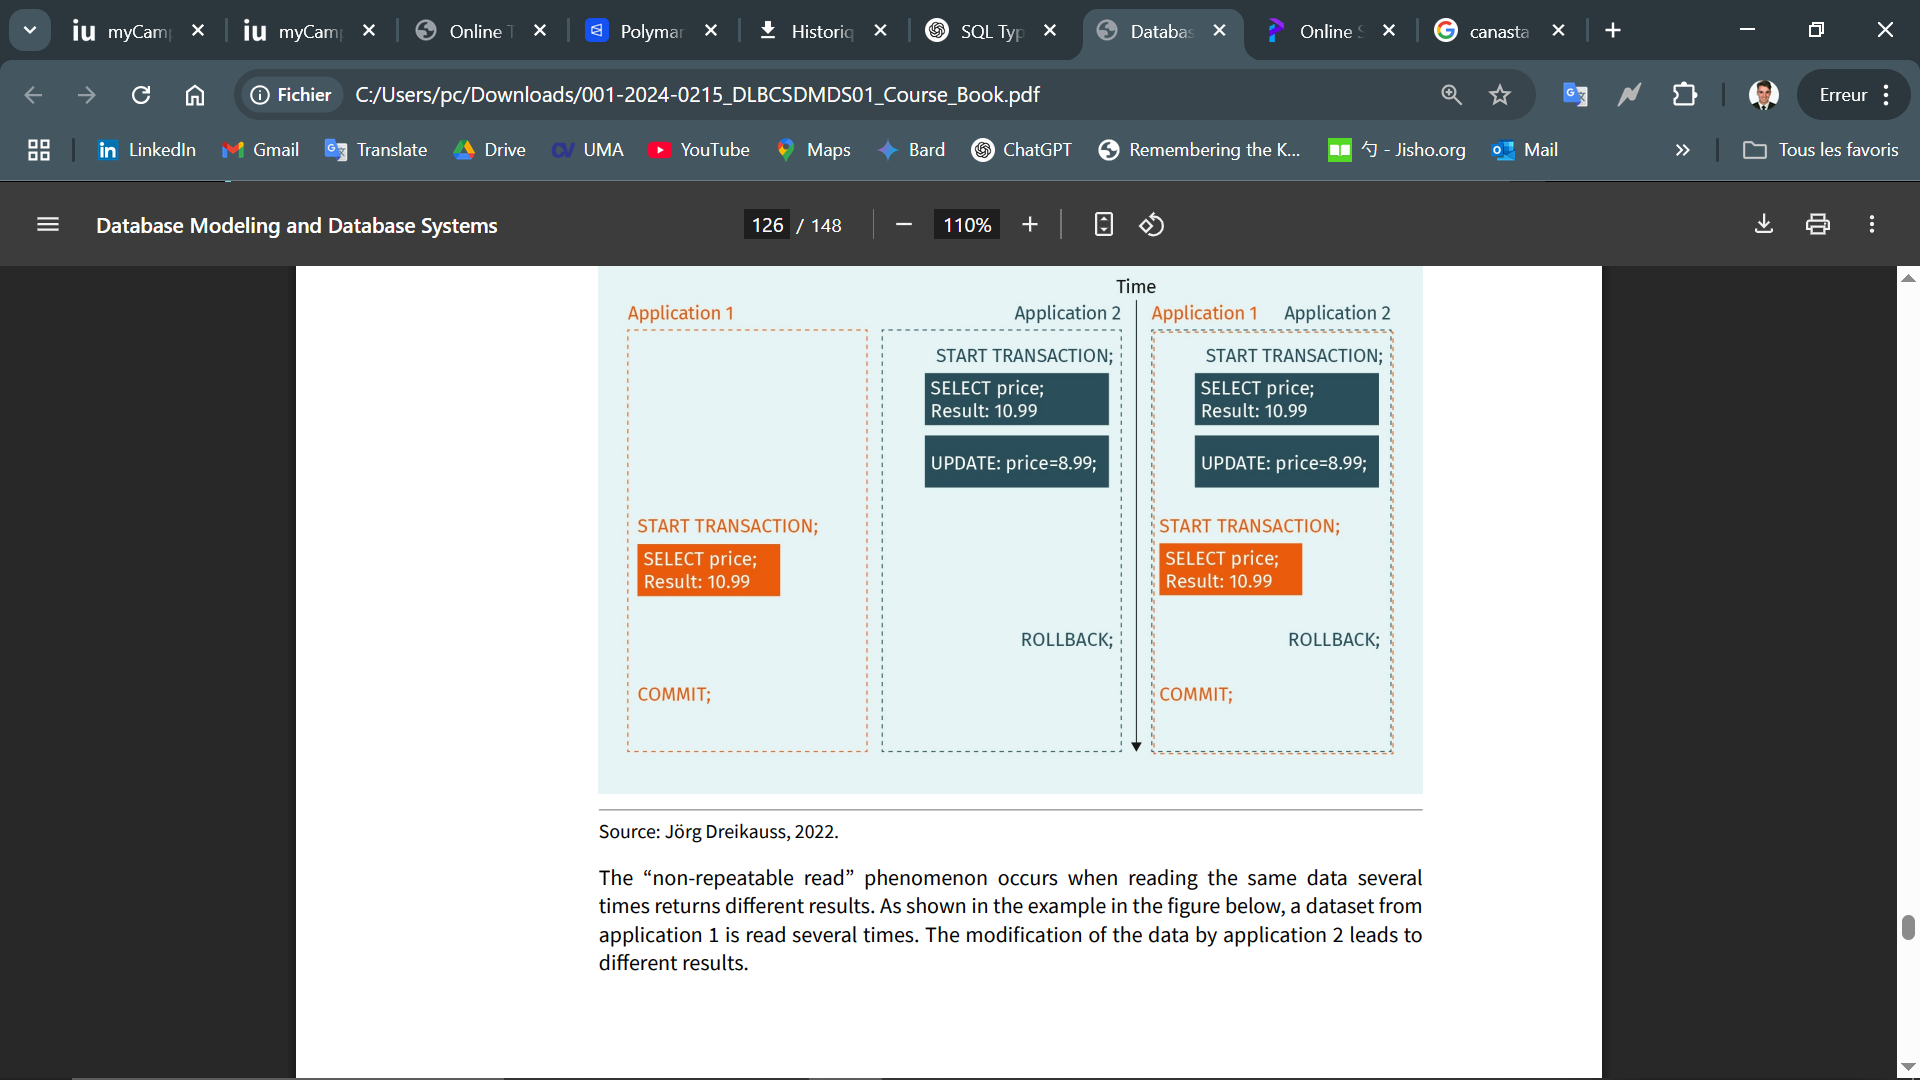 myCam
myCam
Online T
Polymar
Historiq
SQL Typ
Databas
Online S
canasta
Fichier
C:/Users/pc/Downloads/001-2024-0215_DLBCSDMDS01_Course_Book.pdf
Erreur
LinkedIn
Gmail
Translate
Drive
UMA
YouTube
Maps
Bard
ChatGPT
Remembering the K...
勺 - Jisho.org
Mail
Tous les favoris
Database Modeling and Database Systems
126 / 148
110%
Time
Application 1
Application 2
Application 1
Application 2
START TRANSACTION;
START TRANSACTION;
SELECT price;
Result: 10.99
SELECT price;
Result: 10.99
UPDATE: price=8.99;
UPDATE: price=8.99;
START TRANSACTION;
START TRANSACTION;
SELECT price;
Result: 10.99
SELECT price;
Result: 10.99
ROLLBACK;
ROLLBACK;
COMMIT;
COMMIT;
Source: Jörg Dreikauss, 2022.
The “non-repeatable read” phenomenon occurs when reading the same data several
times returns different results. As shown in the example in the figure below, a dataset from
application 1 is read several times. The modification of the data by application 2 leads to
different results.